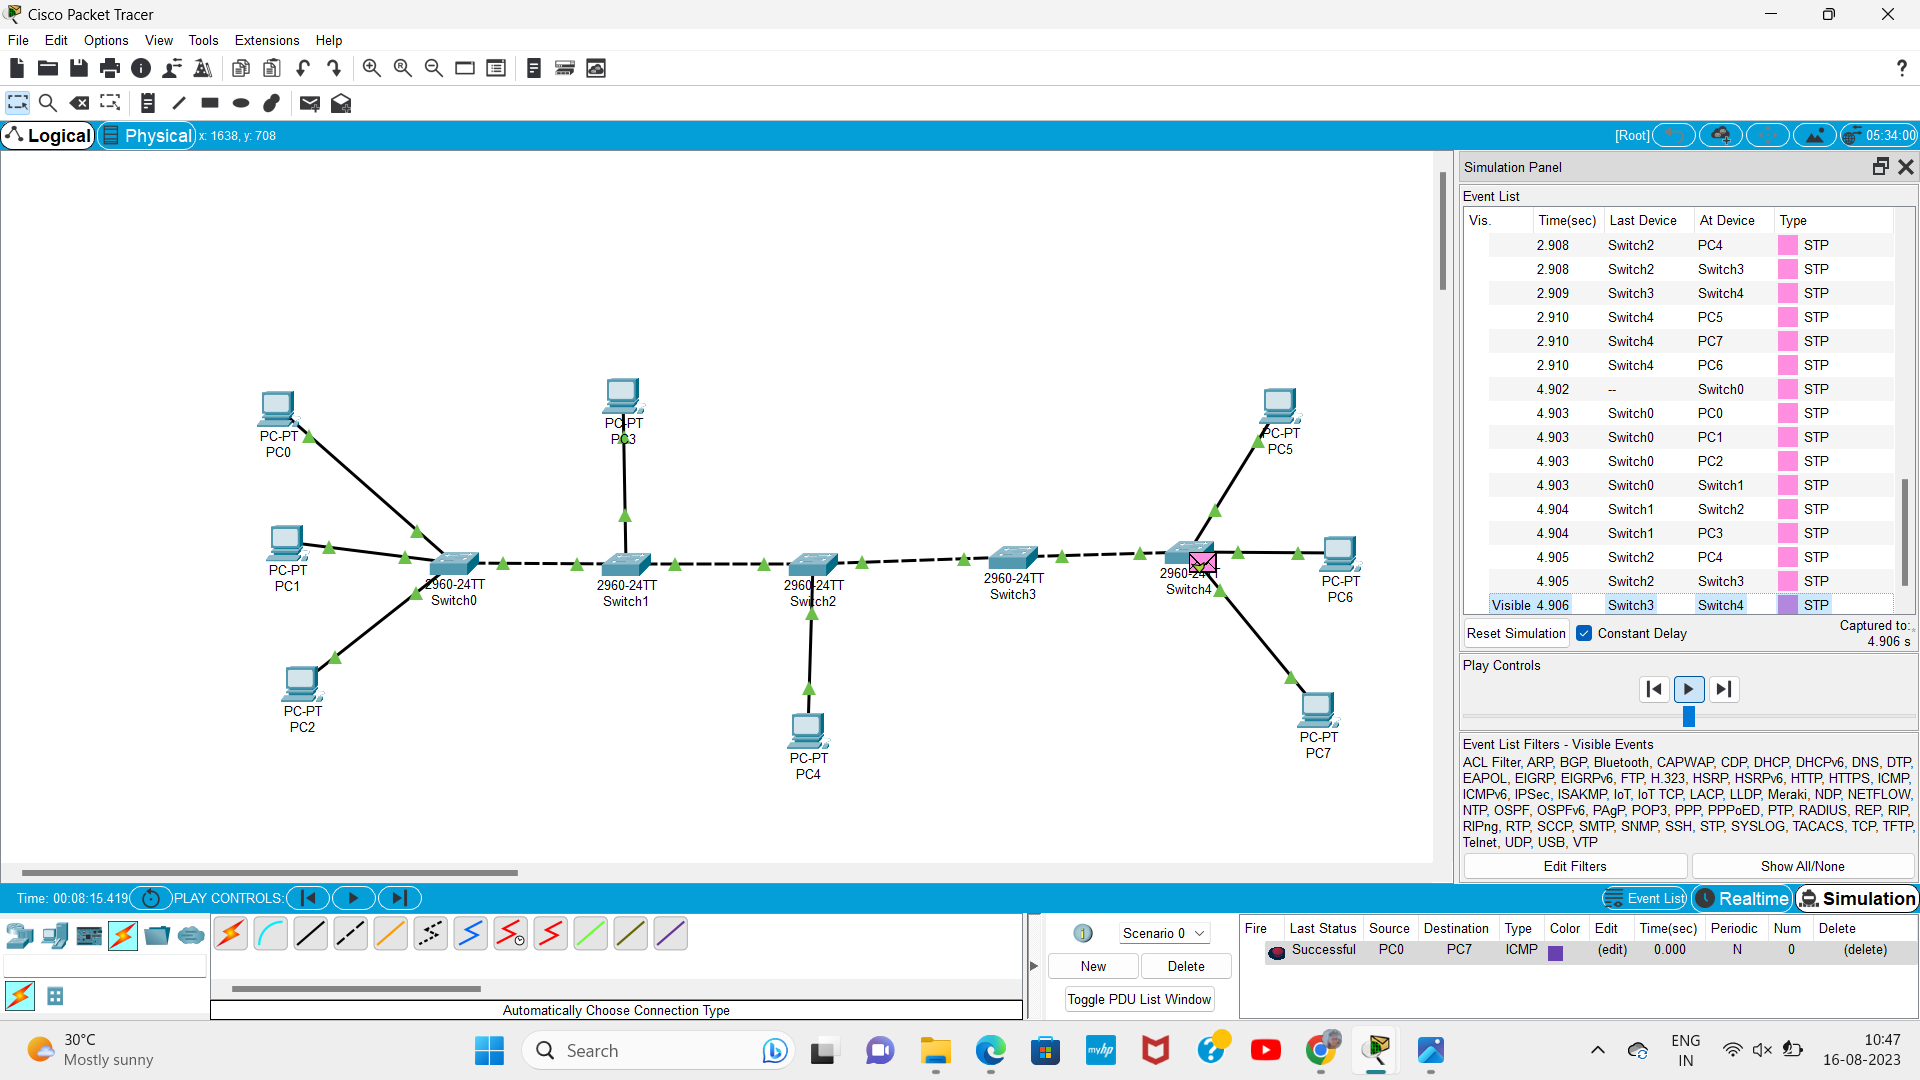 Cisco Packet Tracer
File Edit Options View Tools Extensions Help
Logical Physical x: 1638, y: 708 [Root] 05:34:00
Simulation Panel
Event List
Vis. Time(sec) Last Device At Device Type
2.908 Switch2 PC4 STP
2.908 Switch2 Switch3 STP
2.909 Switch3 Switch4 STP
2.910 Switch4 PC5 STP
2.910 Switch4 PC7 STP
2.910 Switch4 PC6 STP
4.902 -- Switch0 STP
4.903 Switch0 PC0 STP
4.903 Switch0 PC1 STP
4.903 Switch0 PC2 STP
4.903 Switch0 Switch1 STP
4.904 Switch1 Switch2 STP
4.904 Switch1 PC3 STP
4.905 Switch2 PC4 STP
4.905 Switch2 Switch3 STP
Visible 4.906 Switch3 Switch4 STP
Reset Simulation Constant Delay Captured to:
4.906 s
Play Controls
Event List Filters - Visible Events
ACL Filter, ARP, BGP, Bluetooth, CAPWAP, CDP, DHCP, DHCPv6, DNS, DTP,
EAPOL, EIGRP, EIGRPv6, FTP, H.323, HSRP, HSRPv6, HTTP, HTTPS, ICMP,
ICMPv6, IPSec, ISAKMP, IoT, IoT TCP, LACP, LLDP, Meraki, NDP, NETFLOW,
NTP, OSPF, OSPFv6, PAgP, POP3, PPP, PPPoED, PTP, RADIUS, REP, RIP,
RIPng, RTP, SCCP, SMTP, SNMP, SSH, STP, SYSLOG, TACACS, TCP, TFTP,
Telnet, UDP, USB, VTP
Edit Filters Show All/None
PC-PT
PC0
PC-PT
PC3
PC-PT
PC5
PC-PT
PC1
2960-24TT
Switch0
2960-24TT
Switch1
2960-24TT
Switch2
2960-24TT
Switch3
2960-24TT
Switch4
PC-PT
PC6
PC-PT
PC2
PC-PT
PC4
PC-PT
PC7
Time: 00:08:15.419 PLAY CONTROLS: Event List Realtime Simulation
Automatically Choose Connection Type
1 Scenario 0
New Delete
Toggle PDU List Window
Fire Last Status Source Destination Type Color Edit Time(sec) Periodic Num Delete
Successful PC0 PC7 ICMP (edit) 0.000 N 0 (delete)
30°C
Mostly sunny
Search
myhp
ENG
IN
10:47
16-08-2023